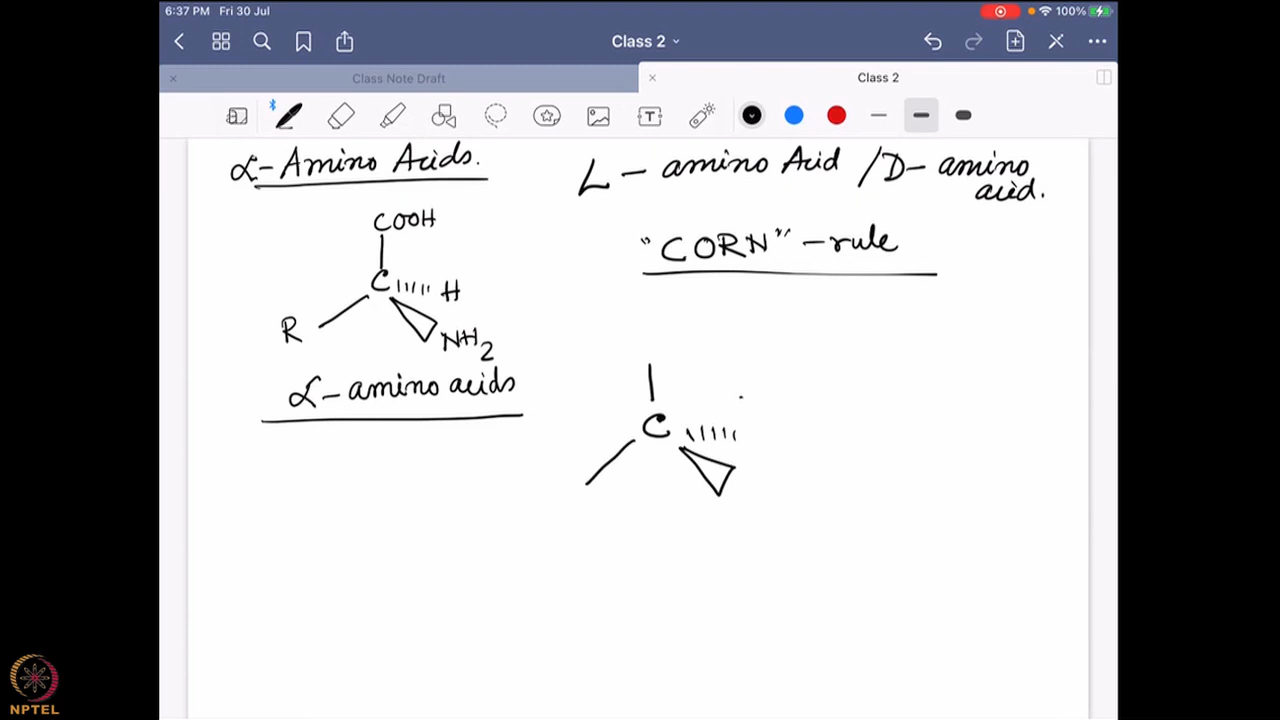 6:37 PM Fri 30 Jul
100%
Class 2
Class Note Draft
Class 2
T
α-Amino Acids.
L - amino Acid / D- amino acid.
"CORN" - rule
COOH
C H
R
NH2
α- amino acids
C
NPTEL